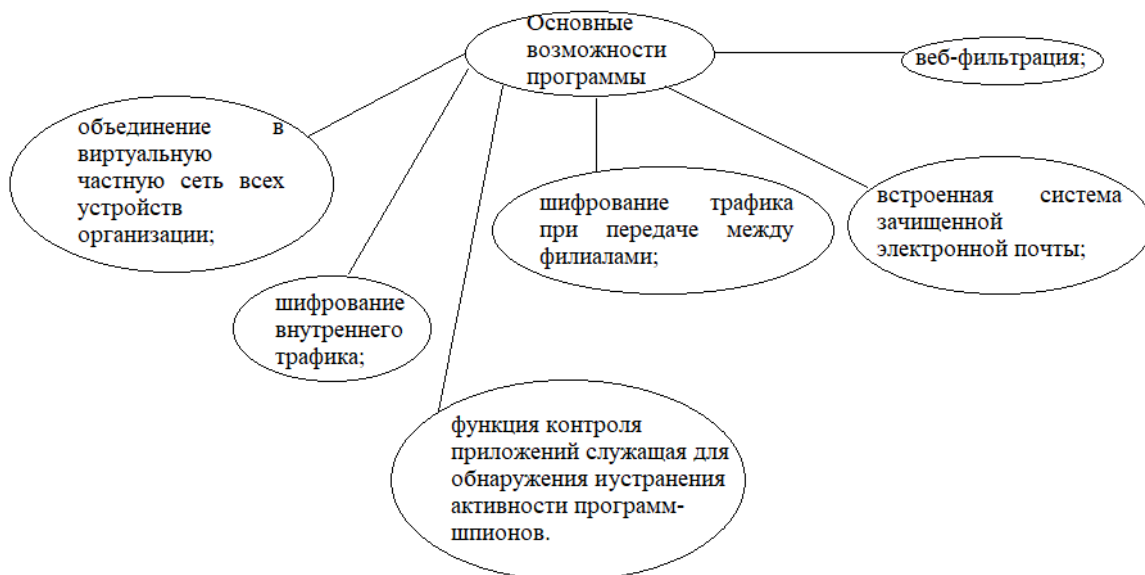 Основные
возможности
программы
веб-фильтрация;
объединение в
виртуальную
частную сеть всех
устройств
организации;
шифрование трафика
при передаче между
филиалами;
встроенная система
зачищенной
электронной почты;
шифрование
внутреннего
трафика;
функция контроля
приложений служащая для
обнаружения иустранения
активности программ-
шпионов.